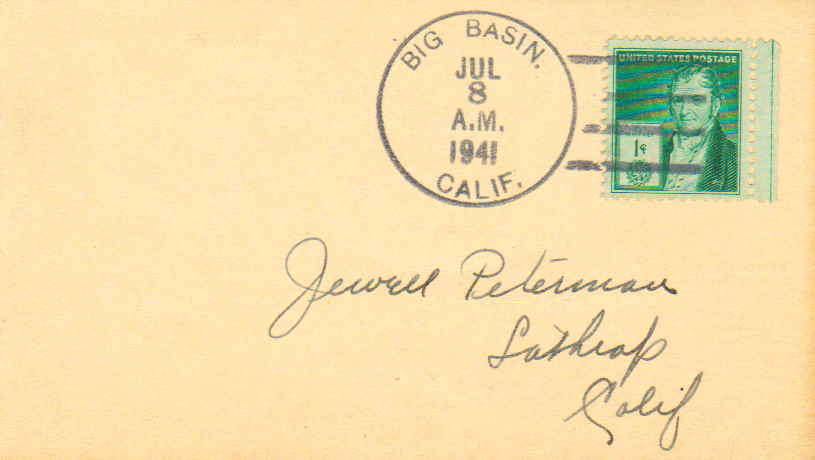 BIG BASIN.
JUL
8
A.M.
1941
CALIF.
UNITED STATES POSTAGE
1¢
Jewell Peterman
Lathrop
Calif